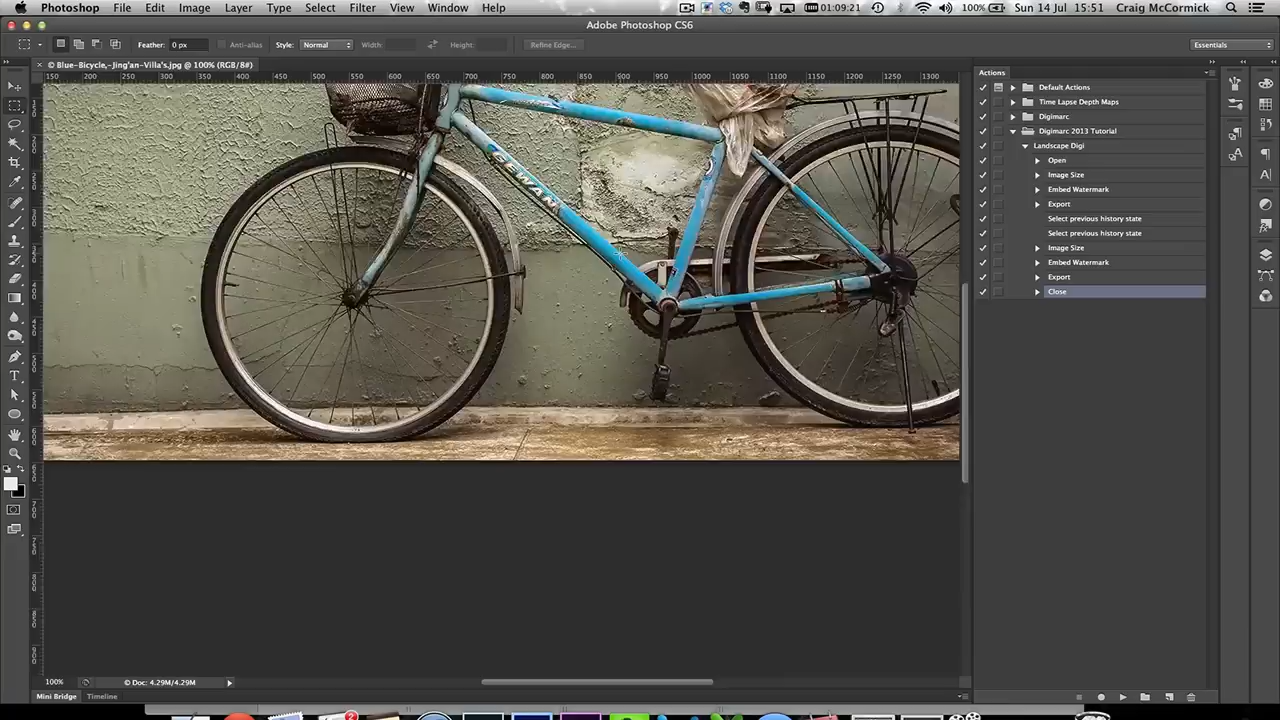 Photoshop File Edit Image Layer Type Select Filter View Window Help 01:09:21 100% Sun 14 Jul 15:51 Craig McCormick
Adobe Photoshop CS6
Feather: 0 px Anti-alias Style: Normal Width: Height: Refine Edge... Essentials
× © Blue-Bicycle,-Jing'an-Villa's.jpg @ 100% (RGB/8#)
Actions
150 200 250 300 350 400 450 500 550 600 650 700 750 800 850 900 950 1000 1050 1100 1150 1200 1250 1300
Default Actions
Time Lapse Depth Maps
Digimarc
Digimarc 2013 Tutorial
Landscape Digi
Open
Image Size
Embed Watermark
Export
Select previous history state
Select previous history state
Image Size
Embed Watermark
Export
Close
GEWAN
100% © Doc: 4.29M/4.29M
Mini Bridge Timeline
2